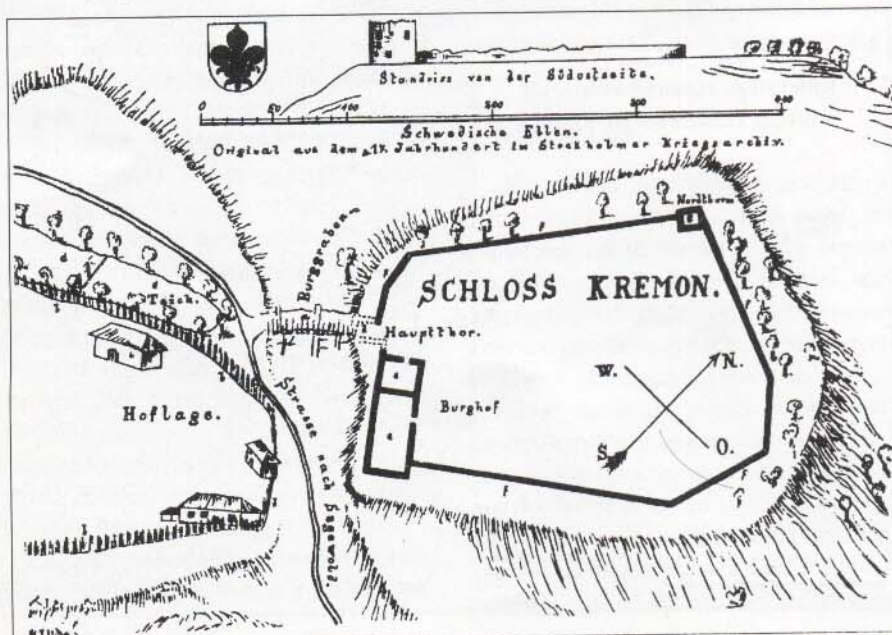 Standriss von der Südostseite.
0 50 100 200 300 400
Schwedische Ellen.
Original aus dem 17. Jahrhundert im Stockholmer Kriegsarchiv.
Burggraben.
Nordthurm
SCHLOSS KREMON.
Teich.
Hauptthor.
Hoflage.
Burghof
W.
N.
S.
O.
Strasse nach Segewold.